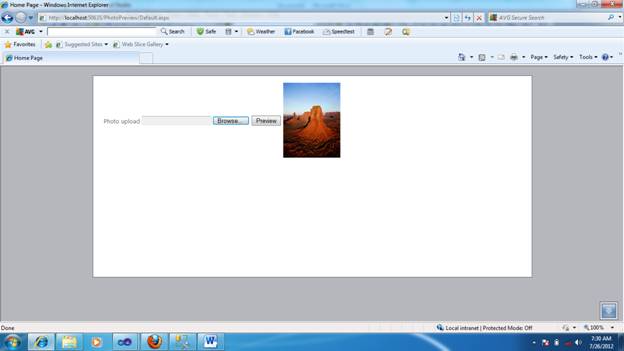 Home Page - Windows Internet Explorer
http://localhost:50635/PhotoPreview/Default.aspx
AVG Secure Search
AVG Search Safe Weather Facebook Speedtest
Favorites Suggested Sites Web Slice Gallery
Home Page Page Safety Tools
Photo upload Browse... Preview
Done Local intranet | Protected Mode: Off 100%
7:30 AM
7/26/2012